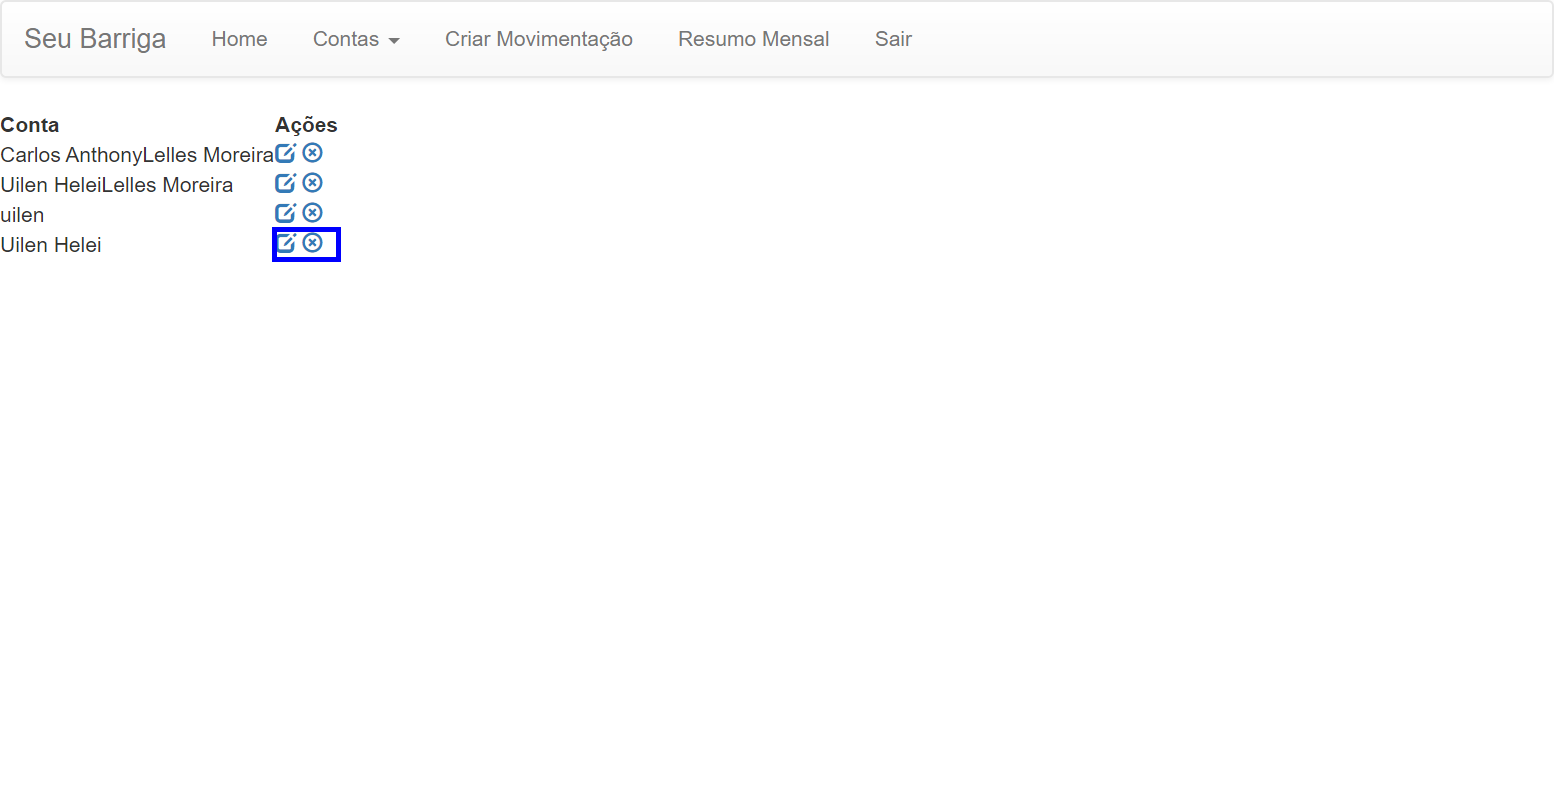 Seu Barriga Home Contas Criar Movimentação Resumo Mensal Sair
Conta Ações
Carlos AnthonyLelles Moreira
Uilen HeleiLelles Moreira
uilen
Uilen Helei